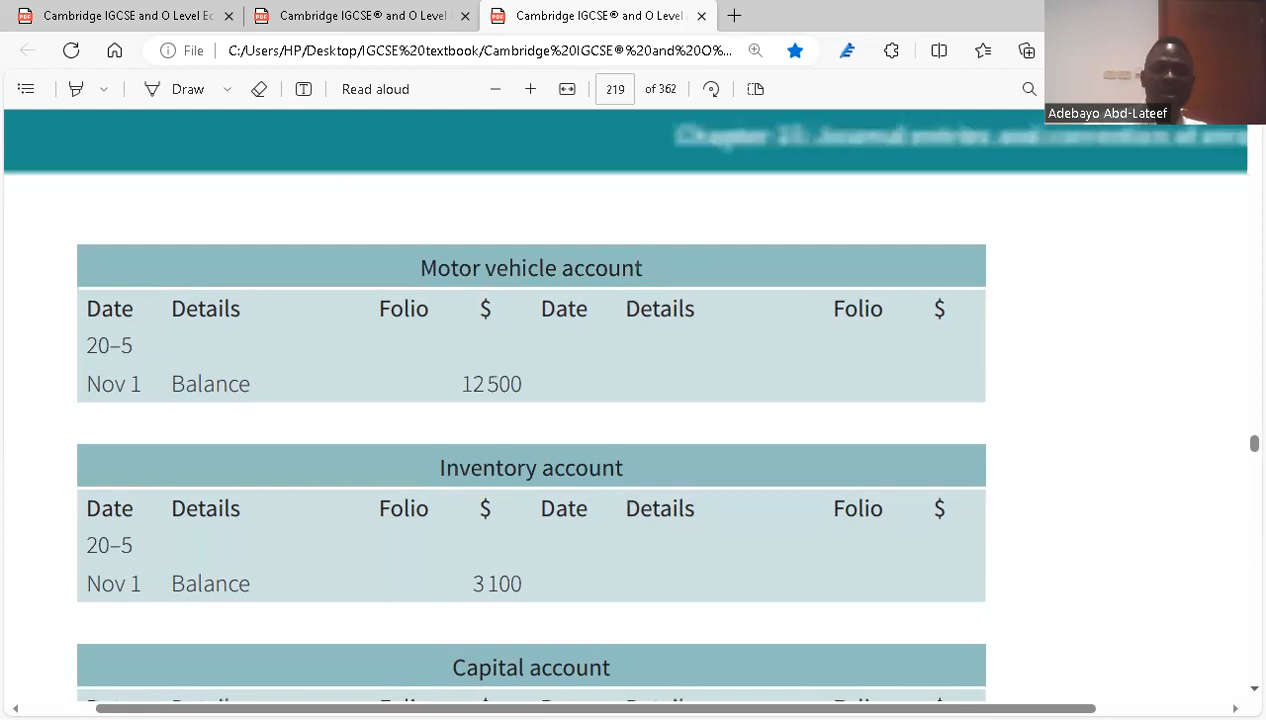 Cambridge IGCSE and O Level Ec
Cambridge IGCSE® and O Level
Cambridge IGCSE® and O Level
File C:/Users/HP/Desktop/IGCSE%20textbook/Cambridge%20IGCSE®%20and%20O%...
Draw Read aloud 219 of 362
Adebayo Abd-Lateef
Motor vehicle account
Date Details Folio $ Date Details Folio $
20–5
Nov 1 Balance 12 500
Inventory account
Date Details Folio $ Date Details Folio $
20–5
Nov 1 Balance 3 100
Capital account